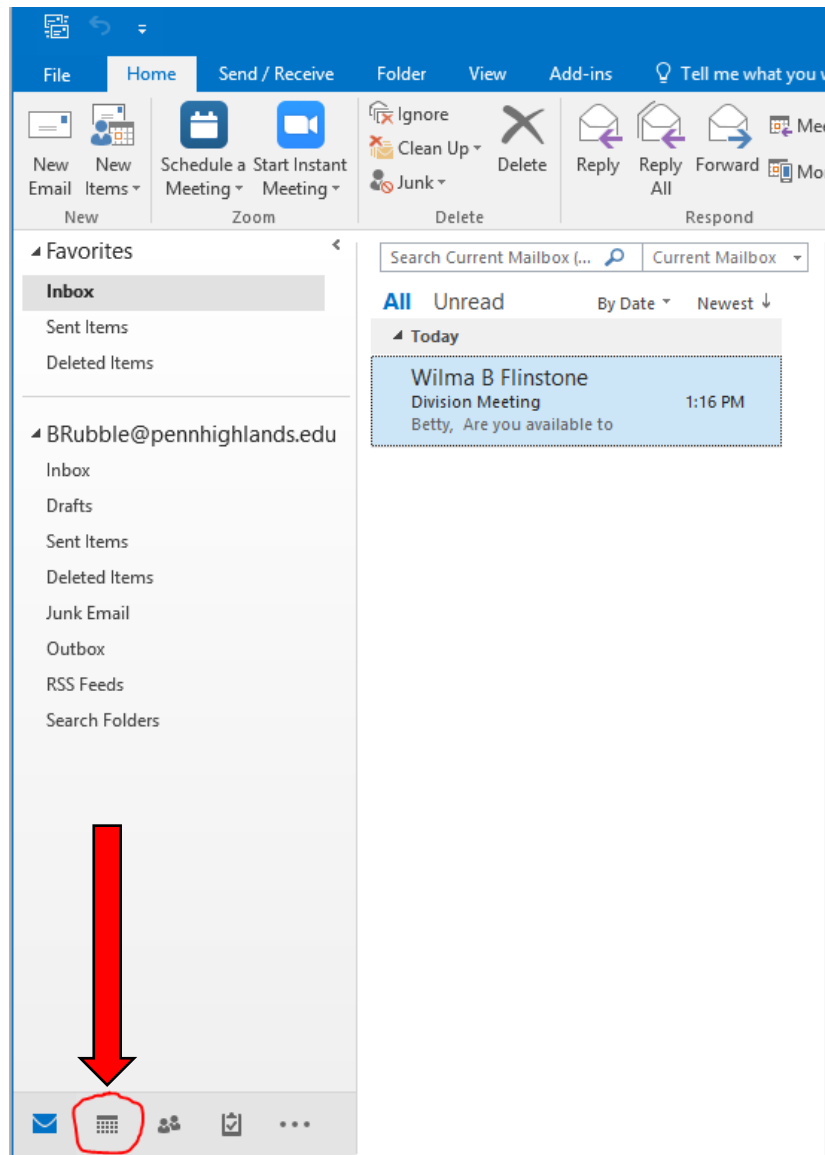 File Home Send / Receive Folder View Add-ins Tell me what you
New Email
New Items
New
Schedule a Meeting
Start Instant Meeting
Zoom
Ignore
Clean Up
Junk
Delete
Delete
Reply
Reply All
Forward
Respond
Favorites
Inbox
Sent Items
Deleted Items
BRubble@pennhighlands.edu
Inbox
Drafts
Sent Items
Deleted Items
Junk Email
Outbox
RSS Feeds
Search Folders
Search Current Mailbox (... Current Mailbox
All Unread By Date Newest
Today
Wilma B Flinstone
Division Meeting 1:16 PM
Betty, Are you available to